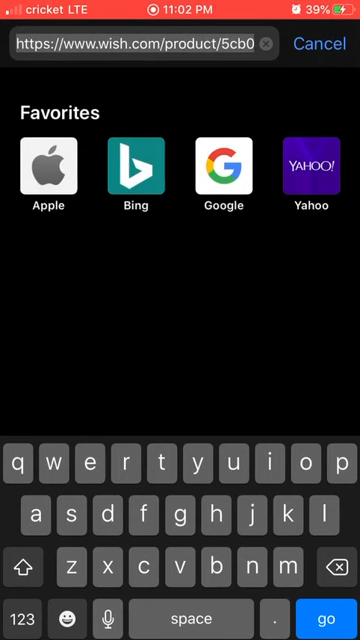 cricket LTE 11:02 PM 39%
https://www.wish.com/product/5cb0 Cancel
Favorites
YAHOO!
Apple Bing Google Yahoo
q w e r t y u i o p
a s d f g h j k l
z x c v b n m
123 space . go